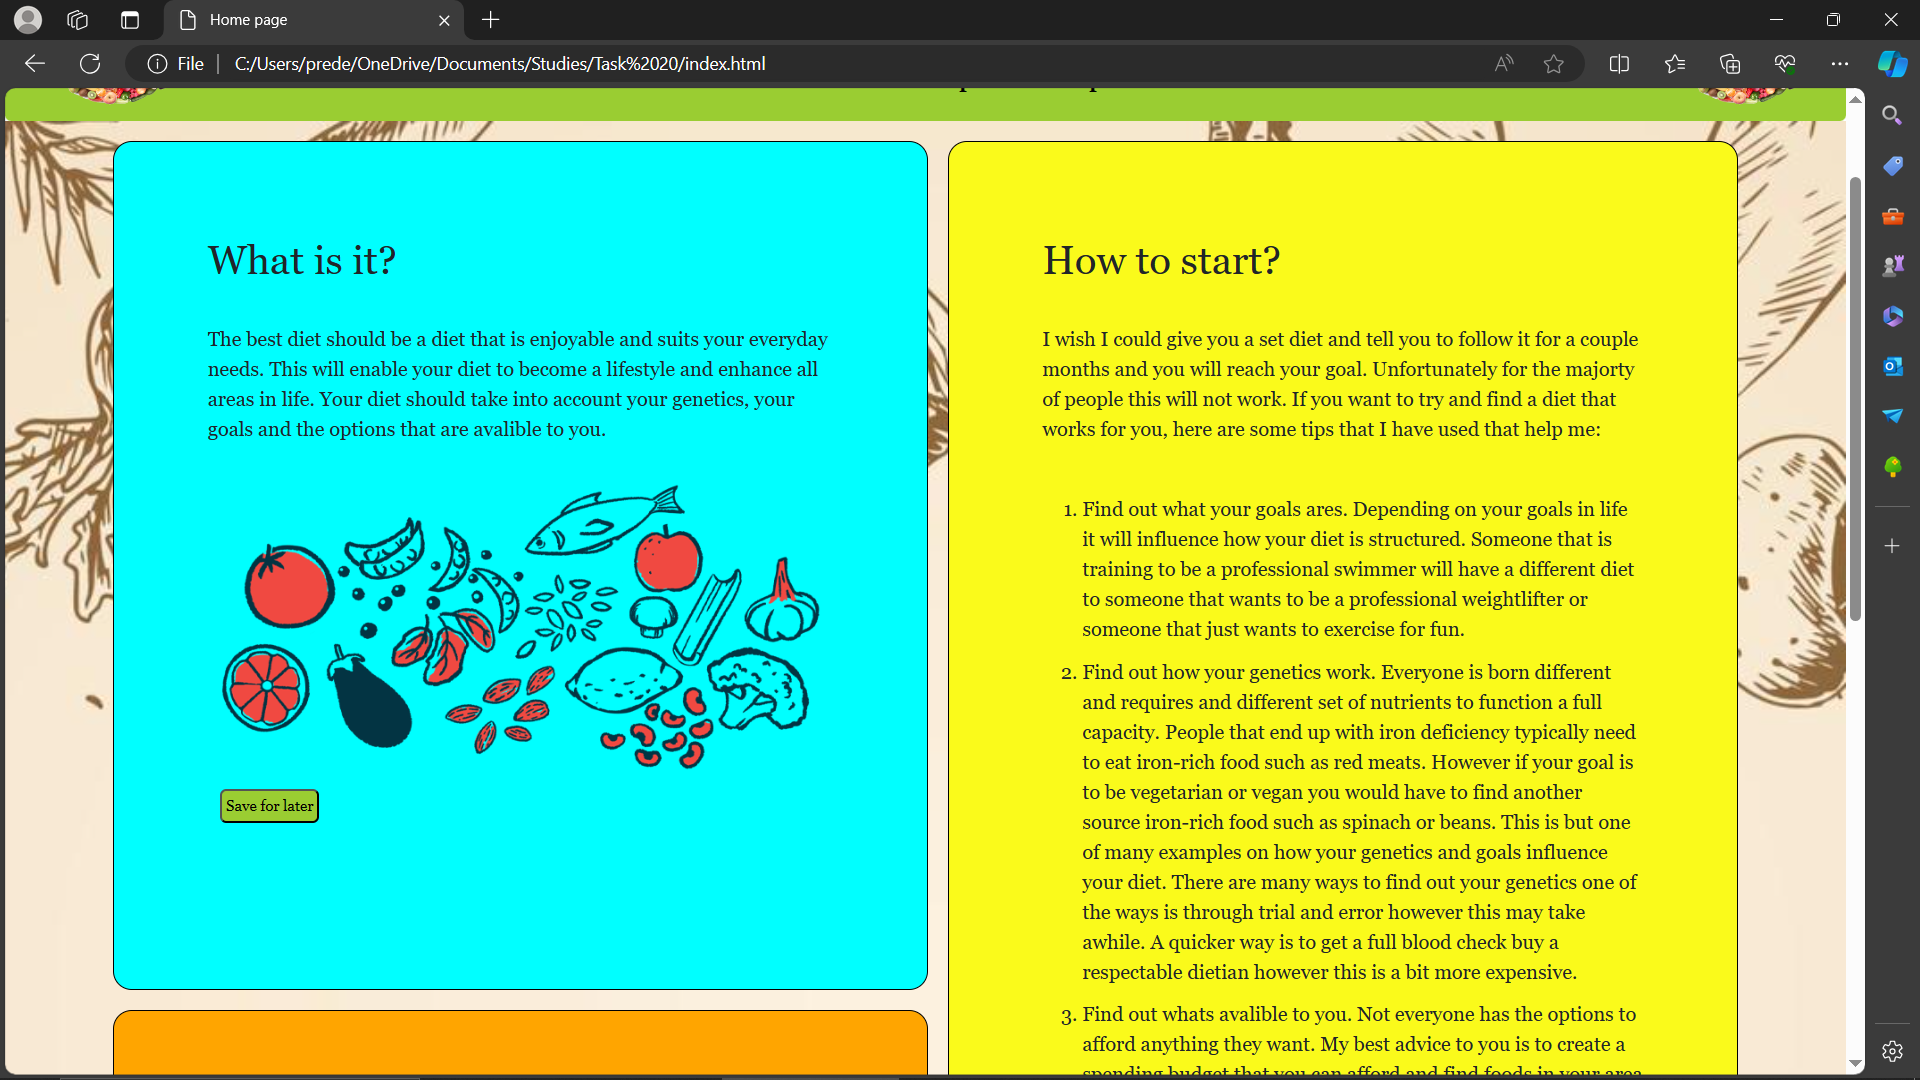 Home page
File
C:/Users/prede/OneDrive/Documents/Studies/Task%2020/index.html
What is it?
The best diet should be a diet that is enjoyable and suits your everyday
needs. This will enable your diet to become a lifestyle and enhance all
areas in life. Your diet should take into account your genetics, your
goals and the options that are avalible to you.
Save for later
How to start?
I wish I could give you a set diet and tell you to follow it for a couple
months and you will reach your goal. Unfortunately for the majorty
of people this will not work. If you want to try and find a diet that
works for you, here are some tips that I have used that help me:
1. Find out what your goals ares. Depending on your goals in life
it will influence how your diet is structured. Someone that is
training to be a professional swimmer will have a different diet
to someone that wants to be a professional weightlifter or
someone that just wants to exercise for fun.
2. Find out how your genetics work. Everyone is born different
and requires and different set of nutrients to function a full
capacity. People that end up with iron deficiency typically need
to eat iron-rich food such as red meats. However if your goal is
to be vegetarian or vegan you would have to find another
source iron-rich food such as spinach or beans. This is but one
of many examples on how your genetics and goals influence
your diet. There are many ways to find out your genetics one of
the ways is through trial and error however this may take
awhile. A quicker way is to get a full blood check buy a
respectable dietian however this is a bit more expensive.
3. Find out whats avalible to you. Not everyone has the options to
afford anything they want. My best advice to you is to create a
spending budget that you can afford and find foods in your area